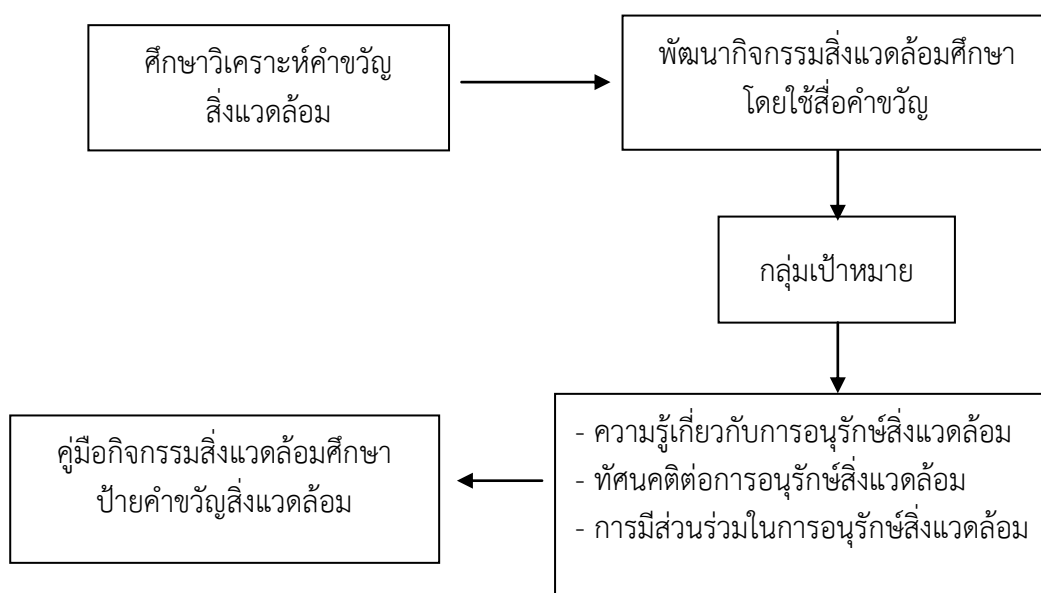 ศึกษาวิเคราะห์คำขวัญ
สิ่งแวดล้อม
พัฒนากิจกรรมสิ่งแวดล้อมศึกษา
โดยใช้สื่อคำขวัญ
กลุ่มเป้าหมาย
- ความรู้เกี่ยวกับการอนุรักษ์สิ่งแวดล้อม
- ทัศนคติต่อการอนุรักษ์สิ่งแวดล้อม
- การมีส่วนร่วมในการอนุรักษ์สิ่งแวดล้อม
คู่มือกิจกรรมสิ่งแวดล้อมศึกษา
ป้ายคำขวัญสิ่งแวดล้อม